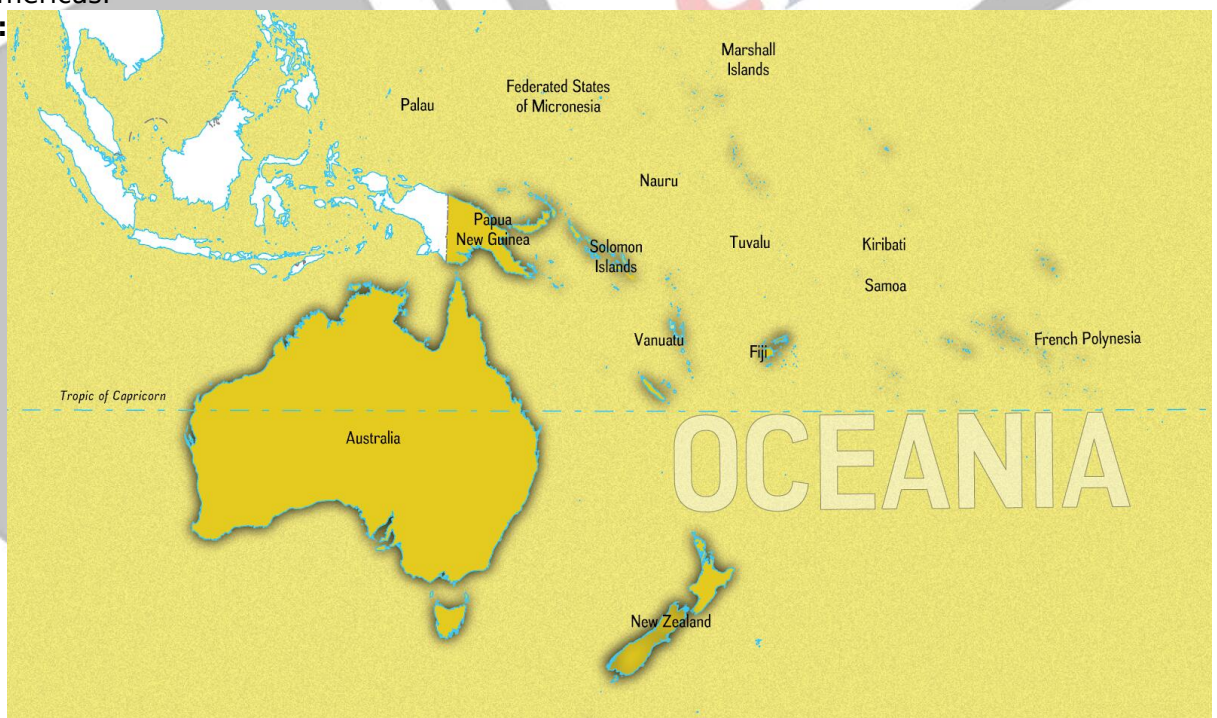 Marshall
Islands
Federated States
of Micronesia
Palau
Nauru
Papua
New Guinea
Solomon
Islands
Tuvalu
Kiribati
Samoa
Vanuatu
Fiji
French Polynesia
Tropic of Capricorn
Australia
OCEANIA
New Zealand